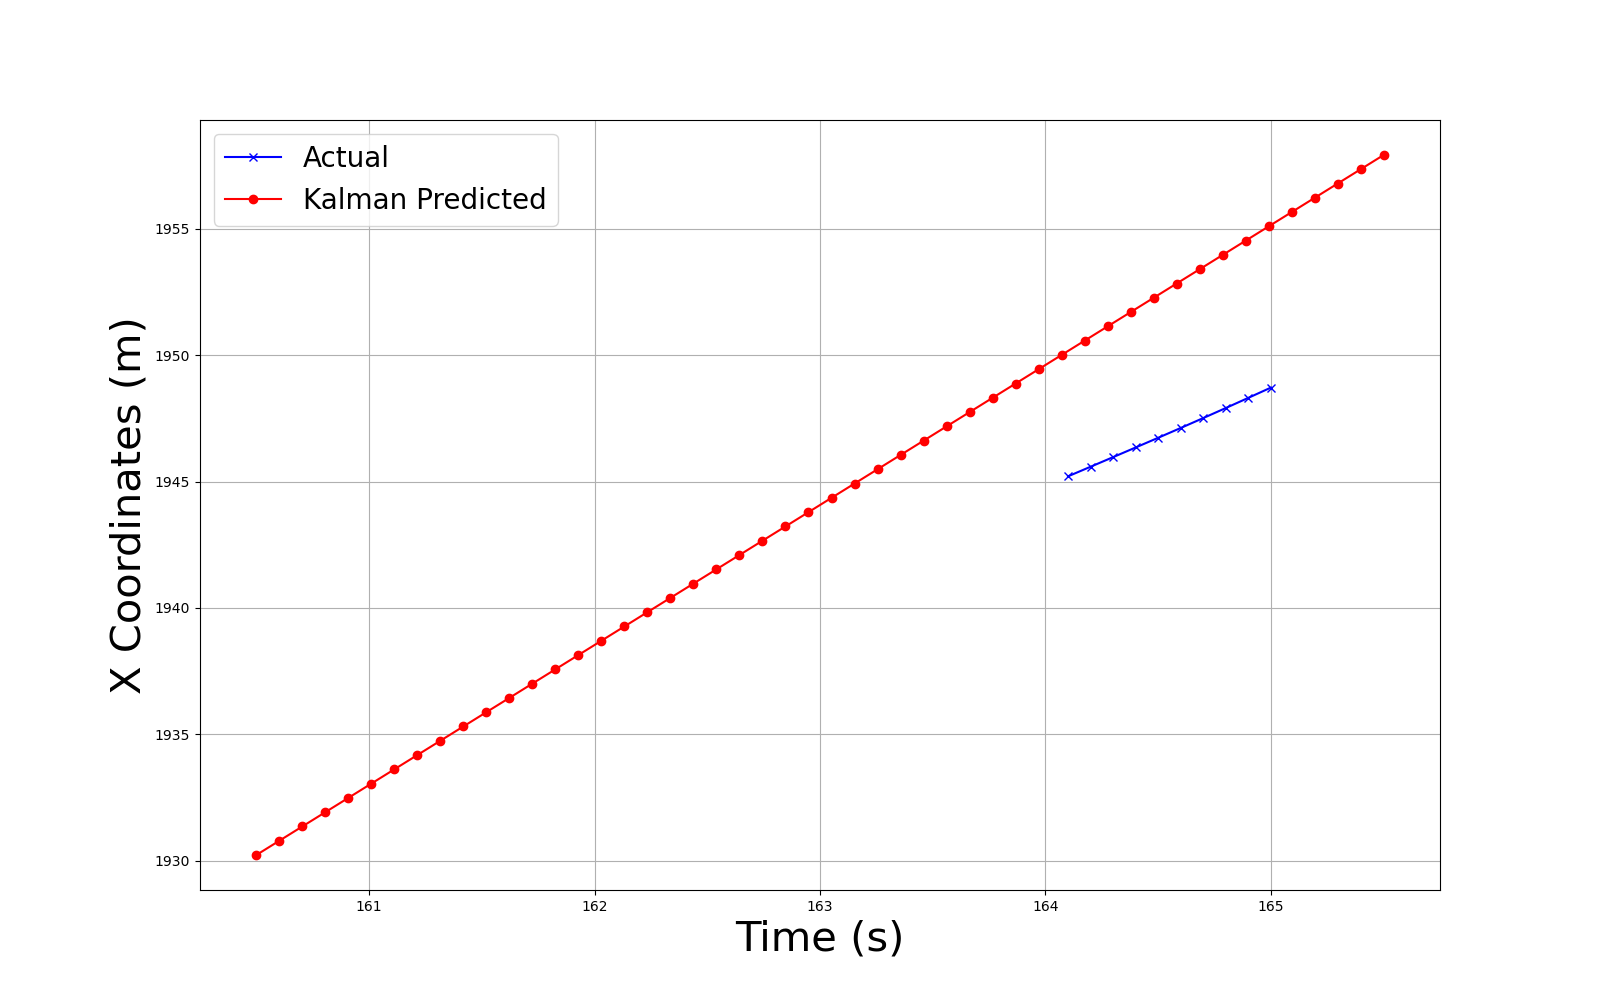 Actual
Kalman Predicted
1955
1950
1945
1940
1935
1930
X Coordinates (m)
161 162 163 164 165
Time (s)